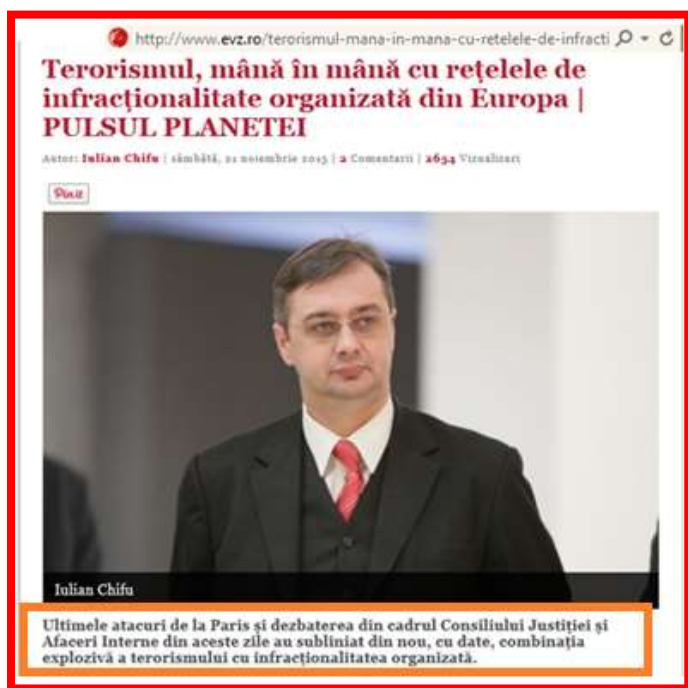 http://www.evz.ro/terorismul-mana-in-mana-cu-retelele-de-infracti
Terorismul, mână în mână cu rețelele de
infracționalitate organizată din Europa |
PULSUL PLANETEI
Autor: Iulian Chifu | sâmbătă, 21 noiembrie 2015 | 2 Comentarii | 2634 Vizualizari
Pin it
Iulian Chifu
Ultimele atacuri de la Paris și dezbaterea din cadrul Consiliului Justiției și
Afaceri Interne din aceste zile au subliniat din nou, cu date, combinația
explozivă a terorismului cu infracționalitatea organizată.